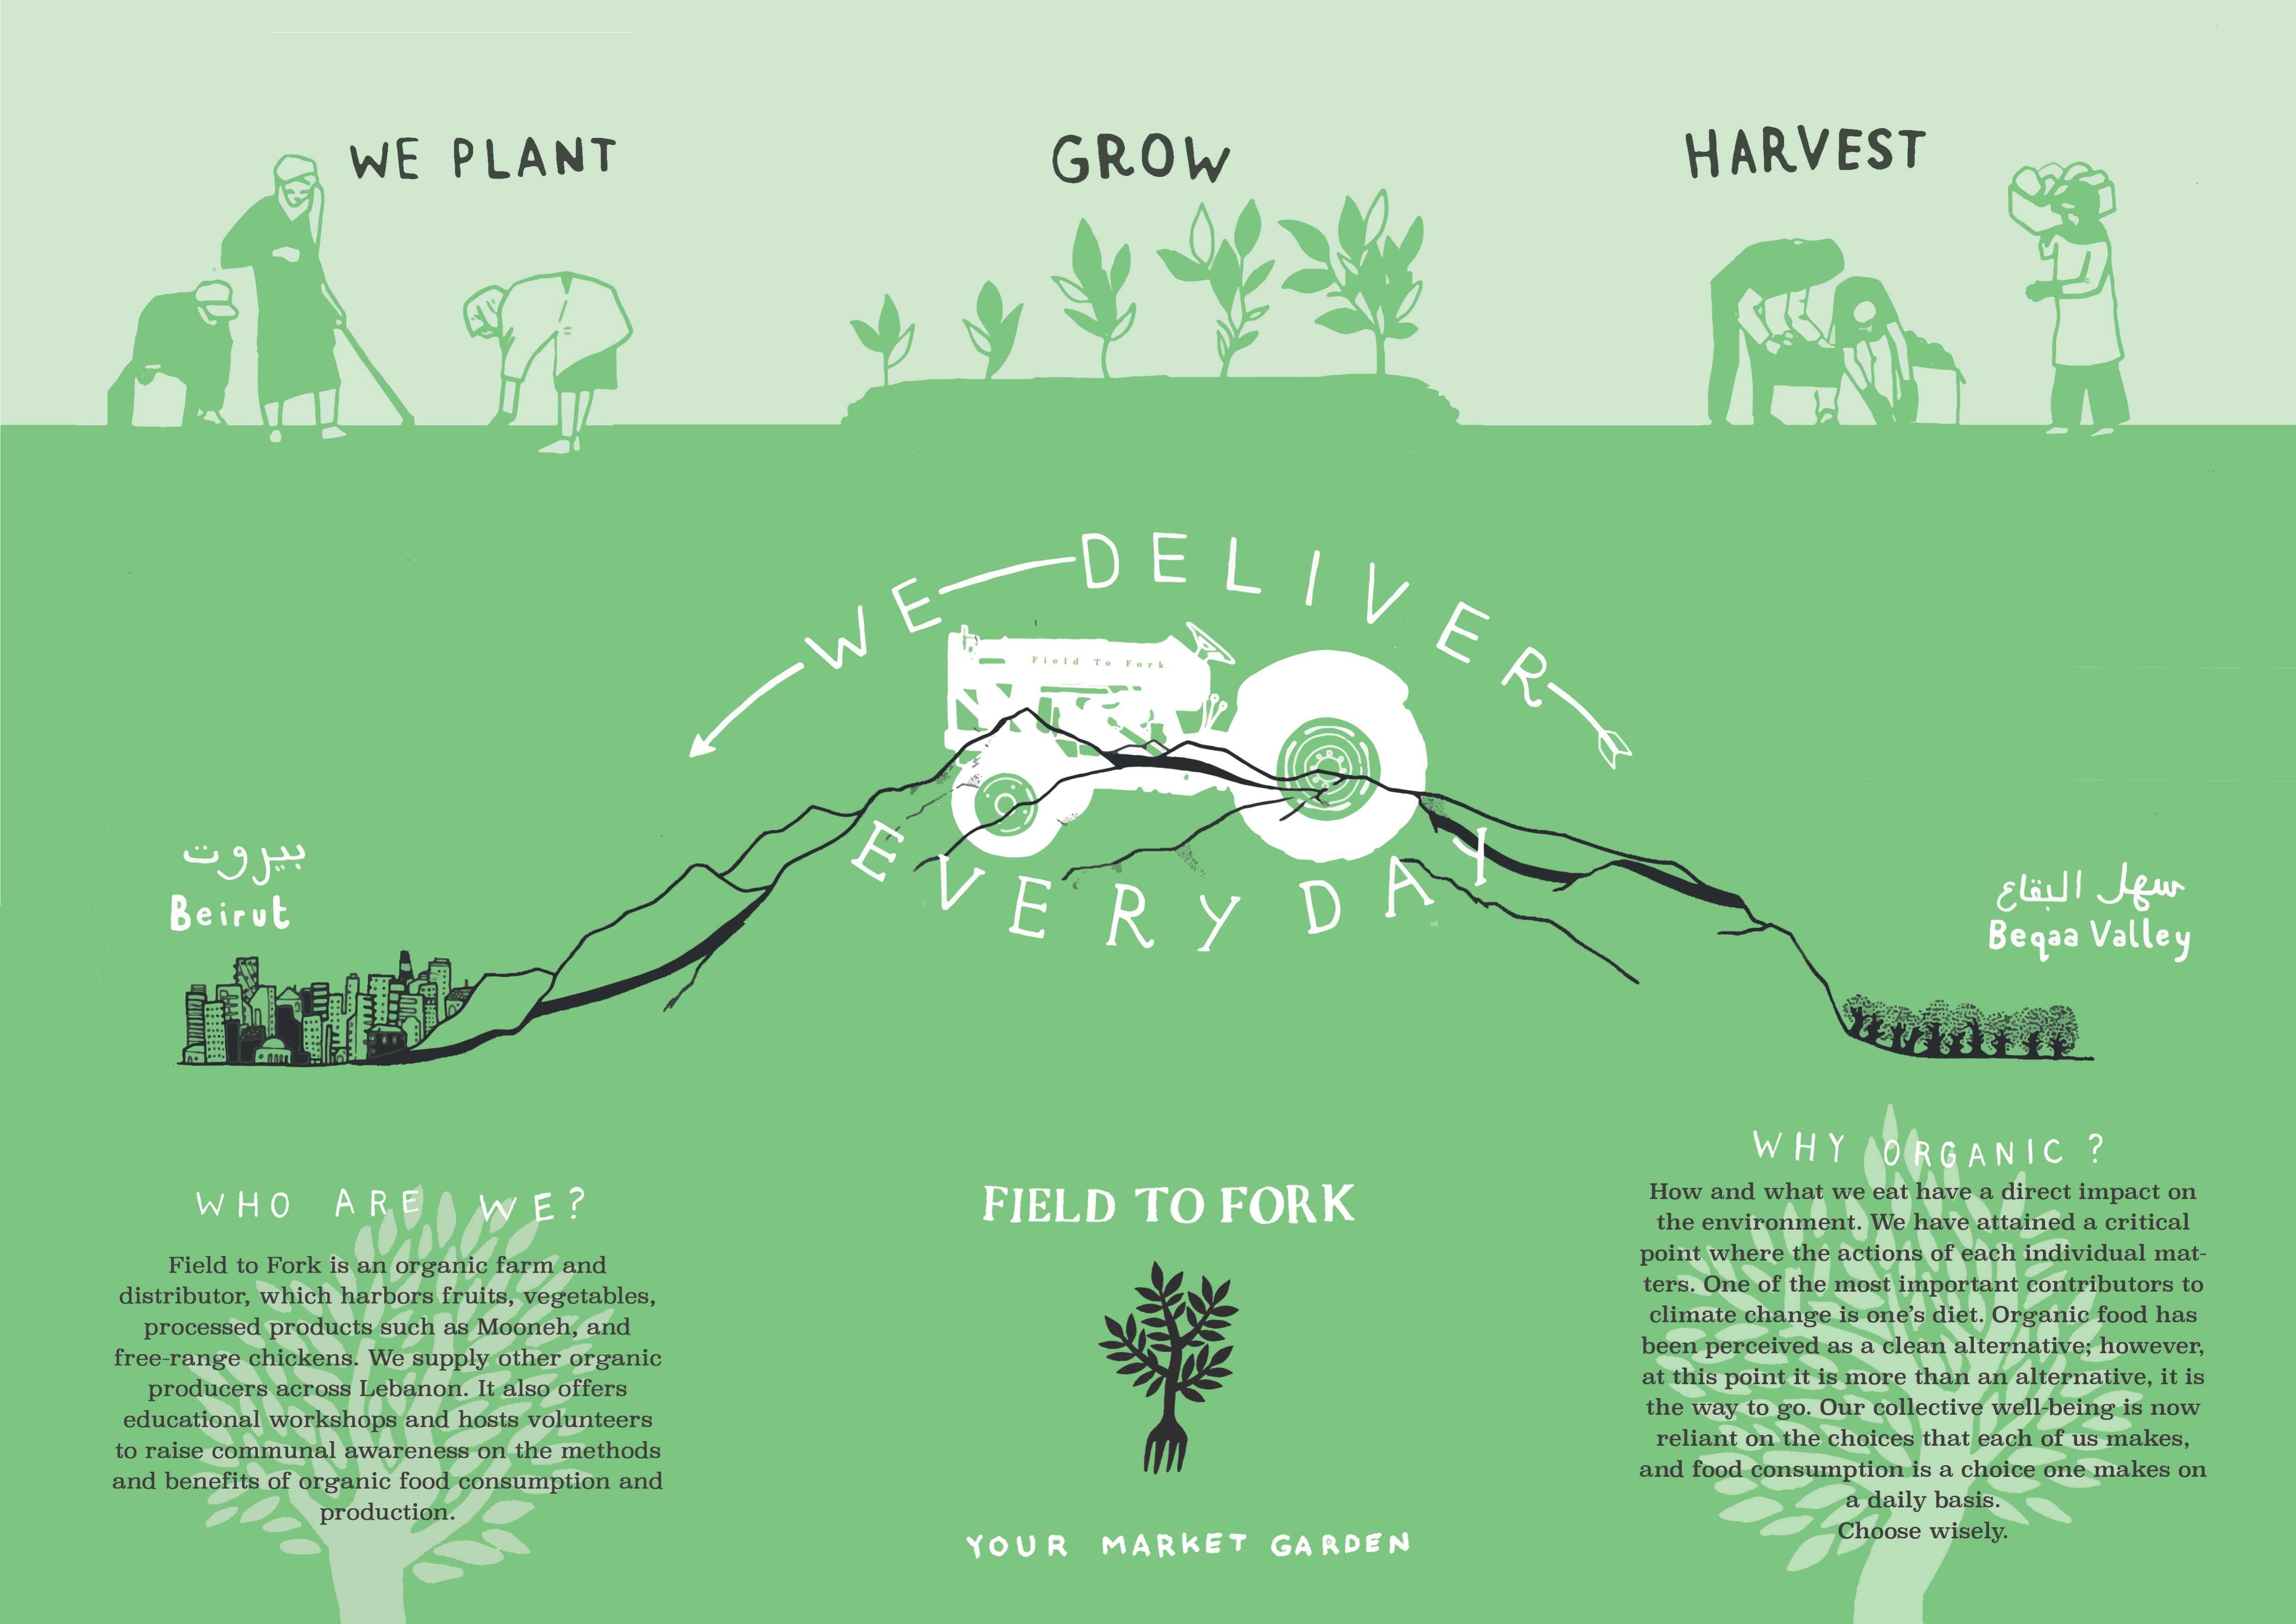 WE PLANT
GROW
HARVEST
WE DELIVER
Field To Fork
EVERYDAY
بيروت
Beirut
سهل البقاع
Beqaa Valley
WHO ARE WE?
Field to Fork is an organic farm and
distributor, which harbors fruits, vegetables,
processed products such as Mooneh, and
free-range chickens. We supply other organic
producers across Lebanon. It also offers
educational workshops and hosts volunteers
to raise communal awareness on the methods
and benefits of organic food consumption and
production.
FIELD TO FORK
YOUR MARKET GARDEN
WHY ORGANIC ?
How and what we eat have a direct impact on
the environment. We have attained a critical
point where the actions of each individual mat-
ters. One of the most important contributors to
climate change is one’s diet. Organic food has
been perceived as a clean alternative; however,
at this point it is more than an alternative, it is
the way to go. Our collective well-being is now
reliant on the choices that each of us makes,
and food consumption is a choice one makes on
a daily basis.
Choose wisely.